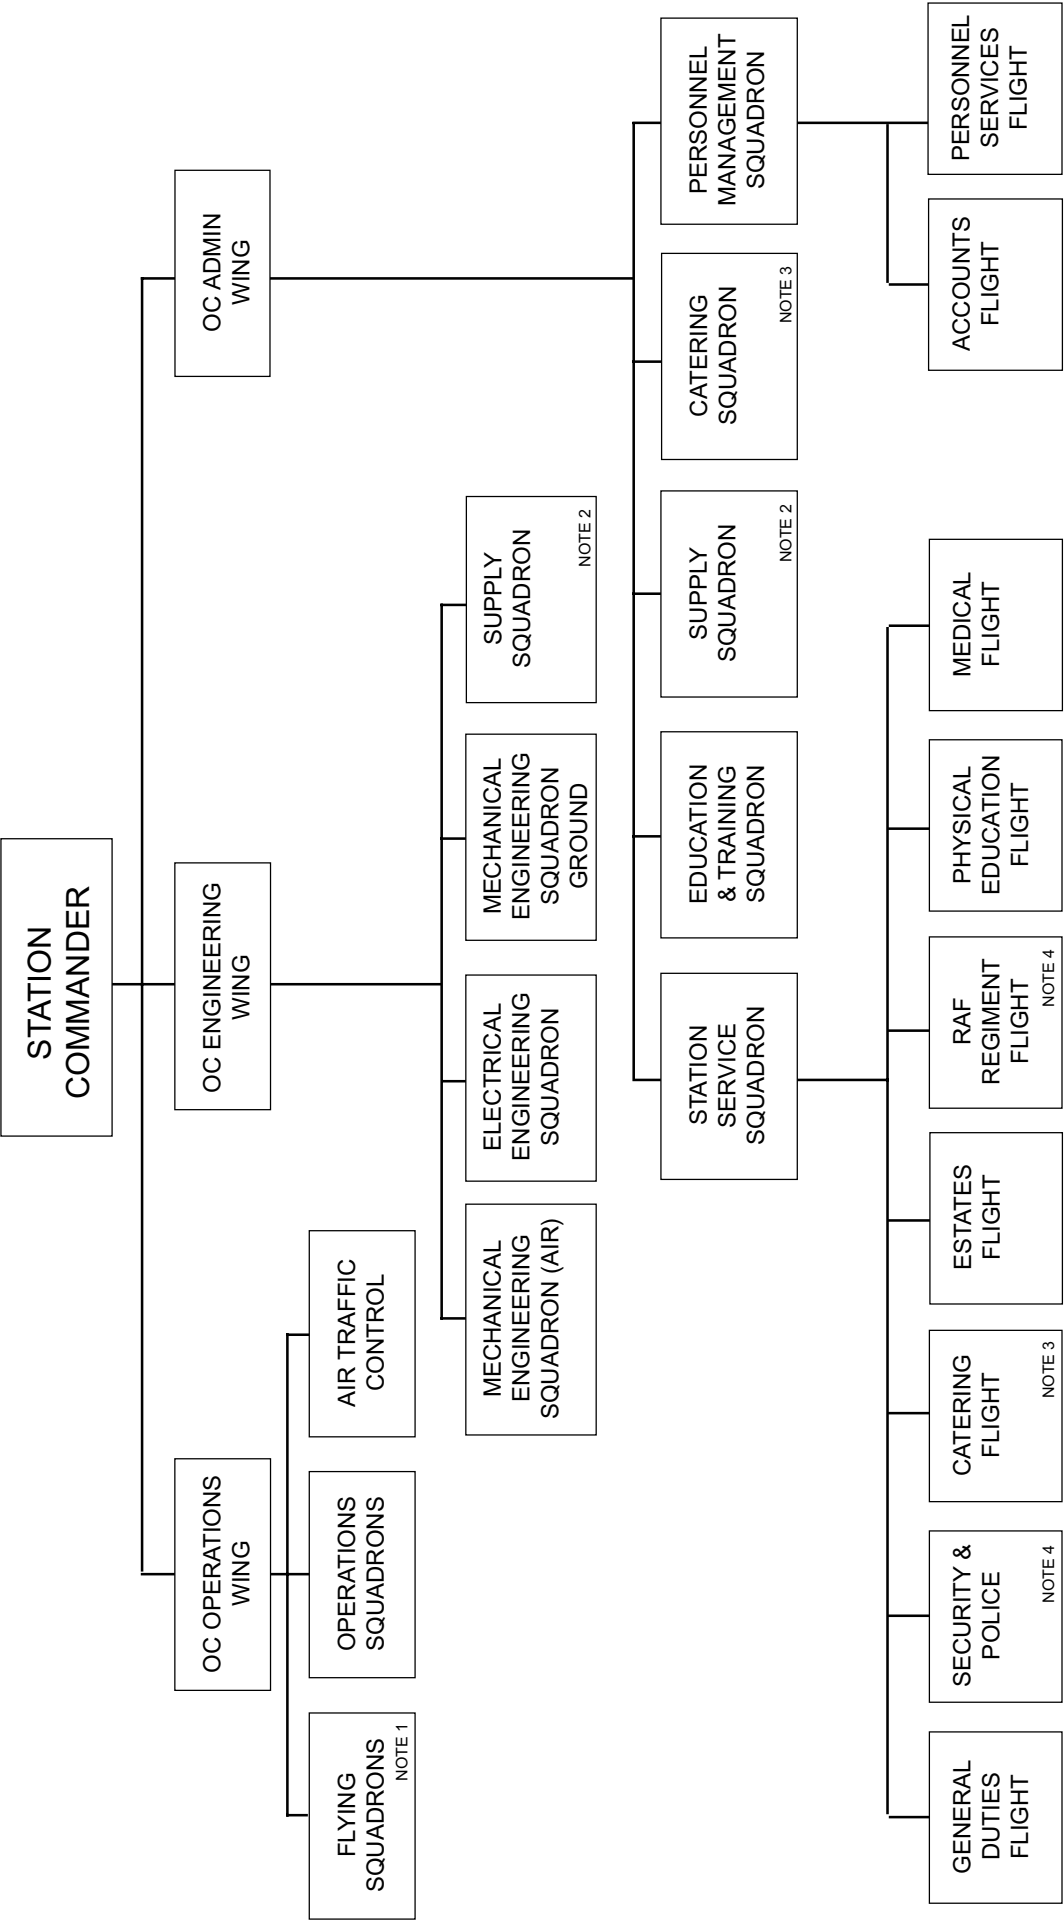 STATION
COMMANDER
OC OPERATIONS
WING
OC ENGINEERING
WING
OC ADMIN
WING
FLYING
SQUADRONS
NOTE 1
OPERATIONS
SQUADRONS
AIR TRAFFIC
CONTROL
MECHANICAL
ENGINEERING
SQUADRON (AIR)
ELECTRICAL
ENGINEERING
SQUADRON
MECHANICAL
ENGINEERING
SQUADRON
GROUND
SUPPLY
SQUADRON
NOTE 2
STATION
SERVICE
SQUADRON
EDUCATION
& TRAINING
SQUADRON
SUPPLY
SQUADRON
NOTE 2
CATERING
SQUADRON
NOTE 3
PERSONNEL
MANAGEMENT
SQUADRON
GENERAL
DUTIES
FLIGHT
SECURITY &
POLICE
NOTE 4
CATERING
FLIGHT
NOTE 3
ESTATES
FLIGHT
RAF
REGIMENT
FLIGHT
NOTE 4
PHYSICAL
EDUCATION
FLIGHT
MEDICAL
FLIGHT
ACCOUNTS
FLIGHT
PERSONNEL
SERVICES
FLIGHT